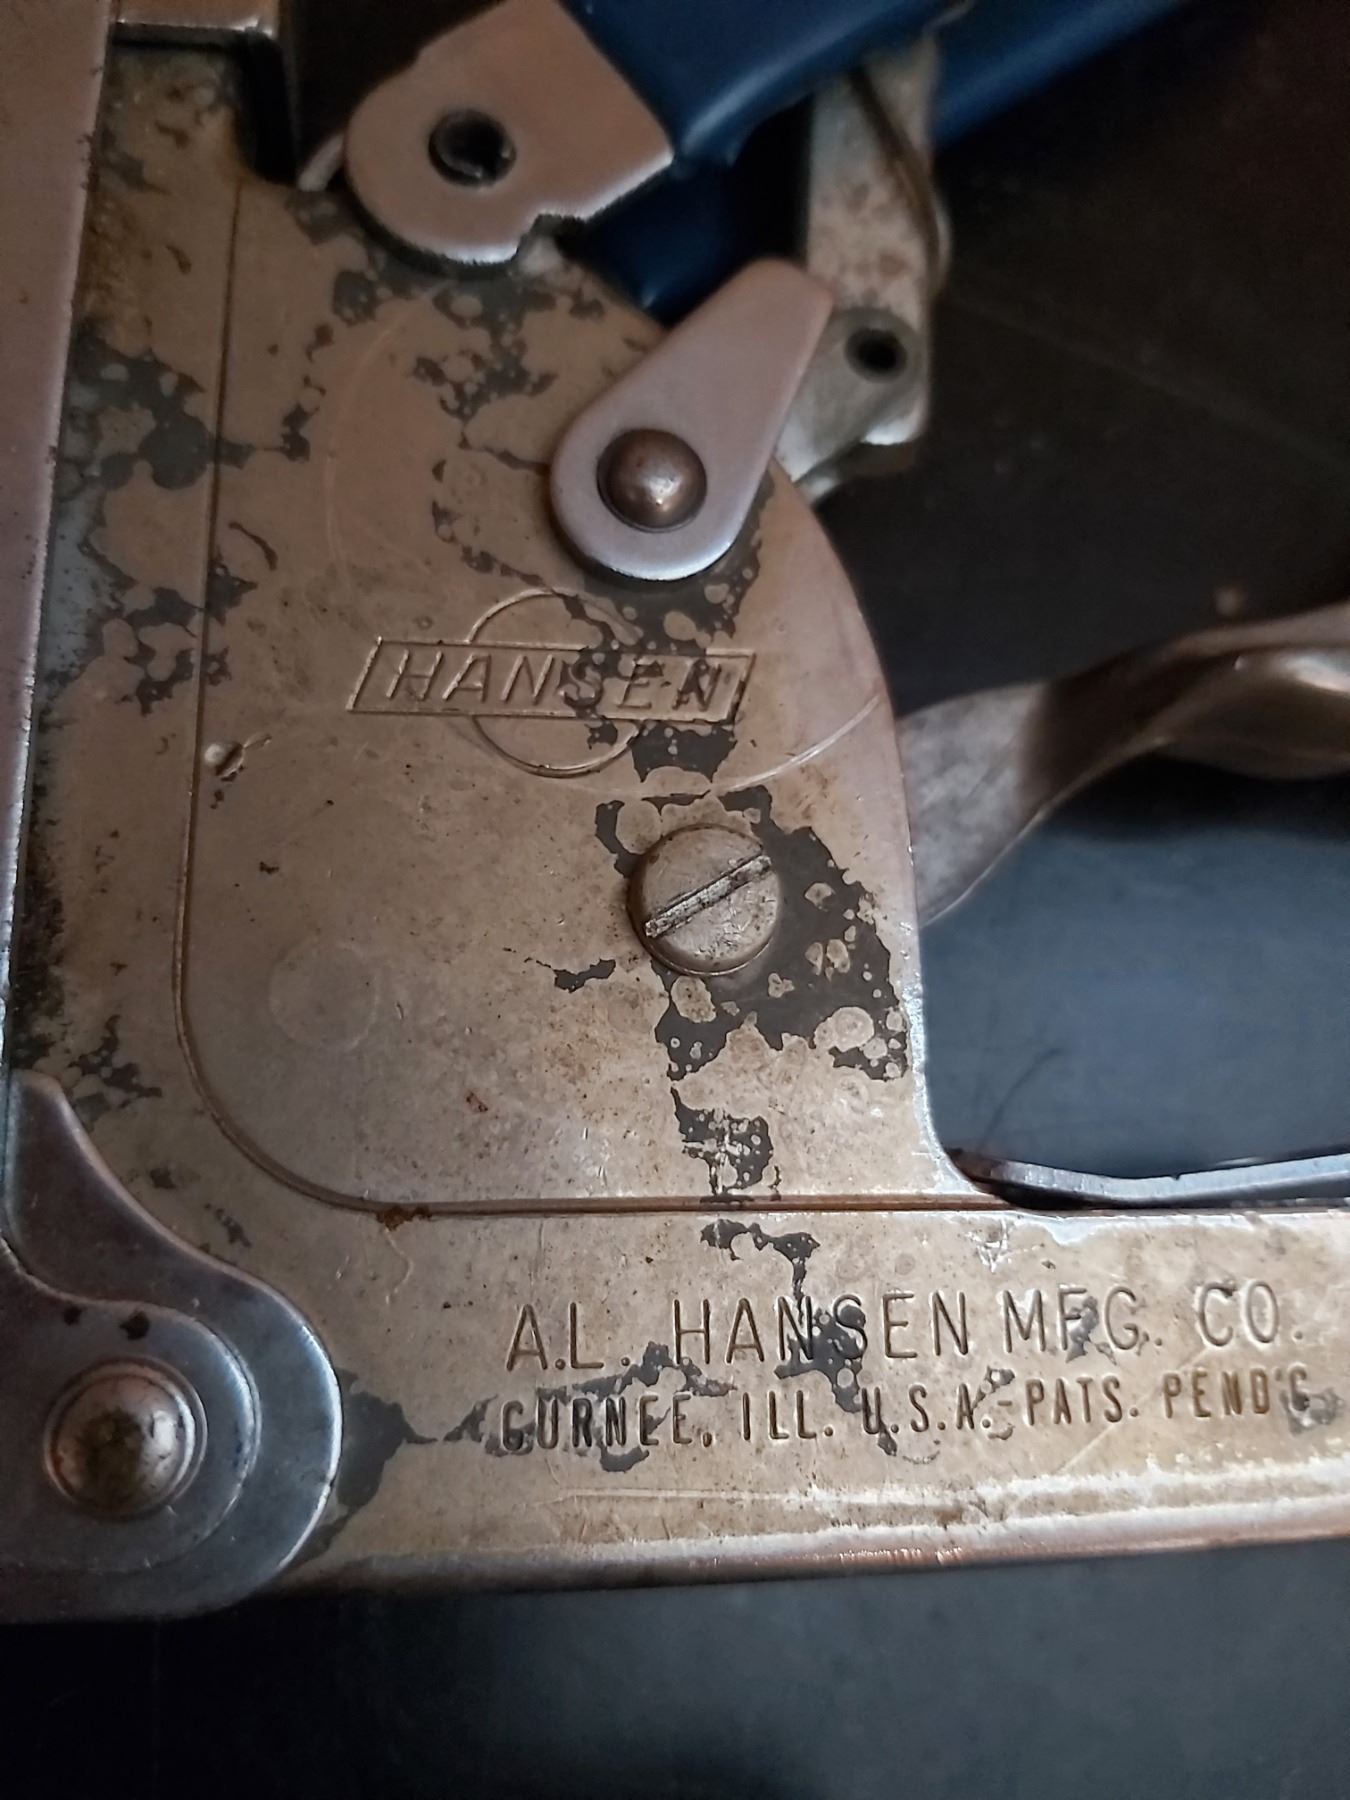 HANSEN
A.L. HANSEN MFG. CO.
GURNEE, ILL. U.S.A.-PATS. PEND'G.